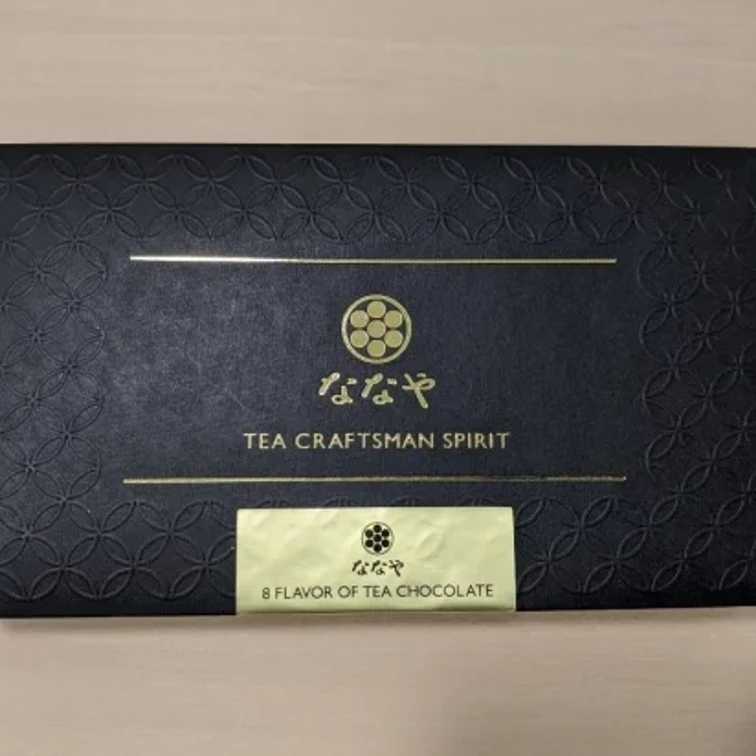 ななや
TEA CRAFTSMAN SPIRIT
ななや
8 FLAVOR OF TEA CHOCOLATE